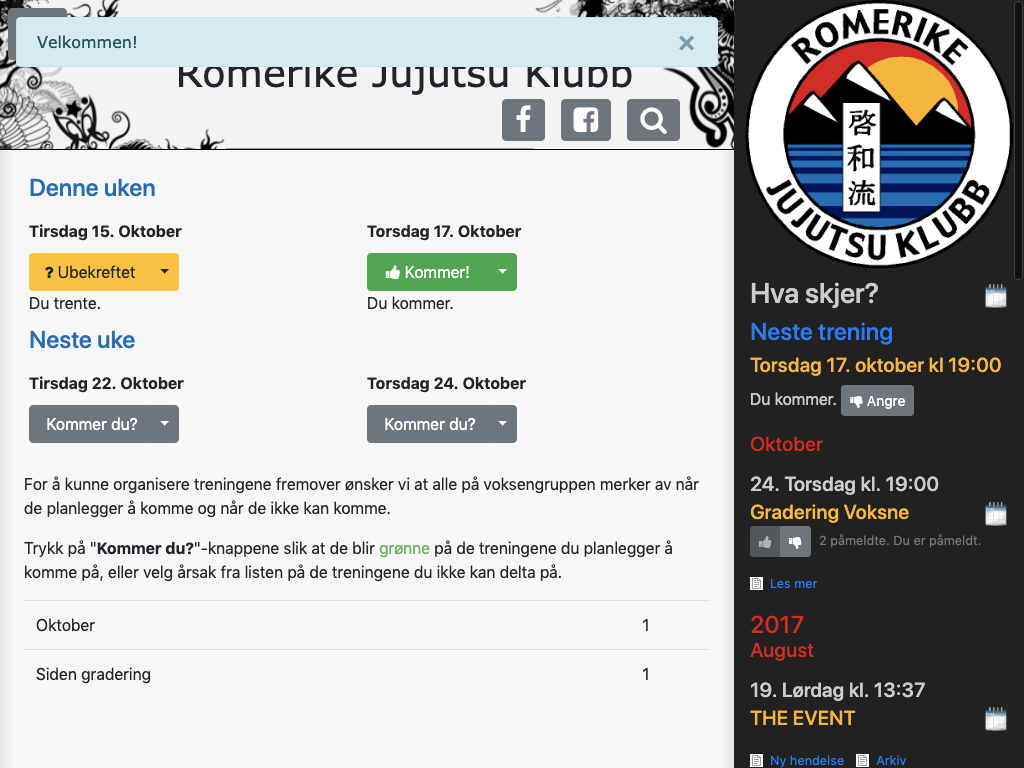 Velkommen!
×
Romerike Jujutsu Klubb
Denne uken
Tirsdag 15. Oktober
Torsdag 17. Oktober
? Ubekreftet
Kommer!
Du trente.
Du kommer.
Neste uke
Tirsdag 22. Oktober
Torsdag 24. Oktober
Kommer du?
Kommer du?
For å kunne organisere treningene fremover ønsker vi at alle på voksengruppen merker av når
de planlegger å komme og når de ikke kan komme.
Trykk på "Kommer du?"-knappene slik at de blir grønne på de treningene du planlegger å
komme på, eller velg årsak fra listen på de treningene du ikke kan delta på.
Oktober 1
Siden gradering 1
ROMERIKE
啓和流
JUJUTSU KLUBB
Hva skjer?
Neste trening
Torsdag 17. oktober kl 19:00
Du kommer. Angre
Oktober
24. Torsdag kl. 19:00
Gradering Voksne
2 påmeldte. Du er påmeldt.
Les mer
2017
August
19. Lørdag kl. 13:37
THE EVENT
Ny hendelse Arkiv